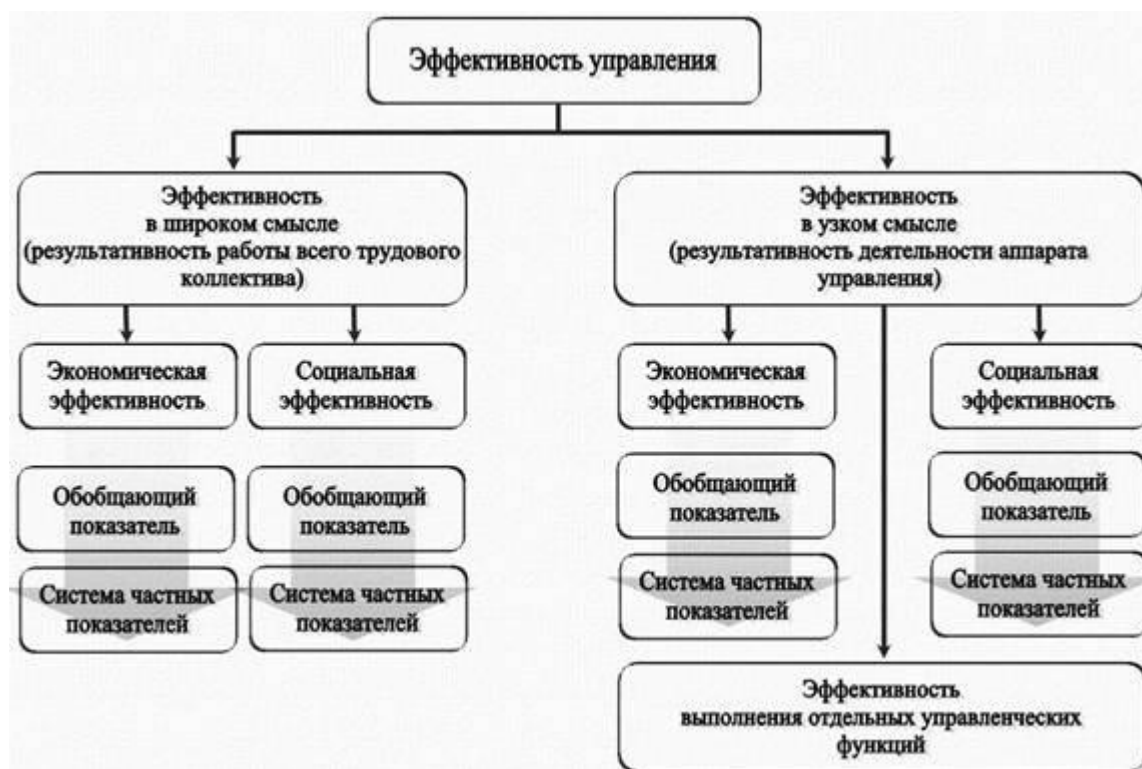 Эффективность управления
Эффективность
в широком смысле
(результативность работы всего трудового
коллектива)
Эффективность
в узком смысле
(результативность деятельности аппарата
управления)
Экономическая
эффективность
Социальная
эффективность
Экономическая
эффективность
Социальная
эффективность
Обобщающий
показатель
Обобщающий
показатель
Обобщающий
показатель
Обобщающий
показатель
Система частных
показателей
Система частных
показателей
Система частных
показателей
Система частных
показателей
Эффективность
выполнения отдельных управленческих
функций